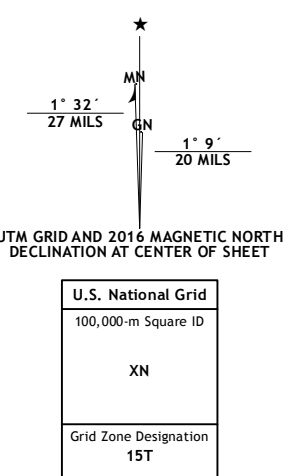 ★
MN
1° 32´
27 MILS
GN
1° 9´
20 MILS
UTM GRID AND 2016 MAGNETIC NORTH
DECLINATION AT CENTER OF SHEET
U.S. National Grid
100,000-m Square ID
XN
Grid Zone Designation
15T